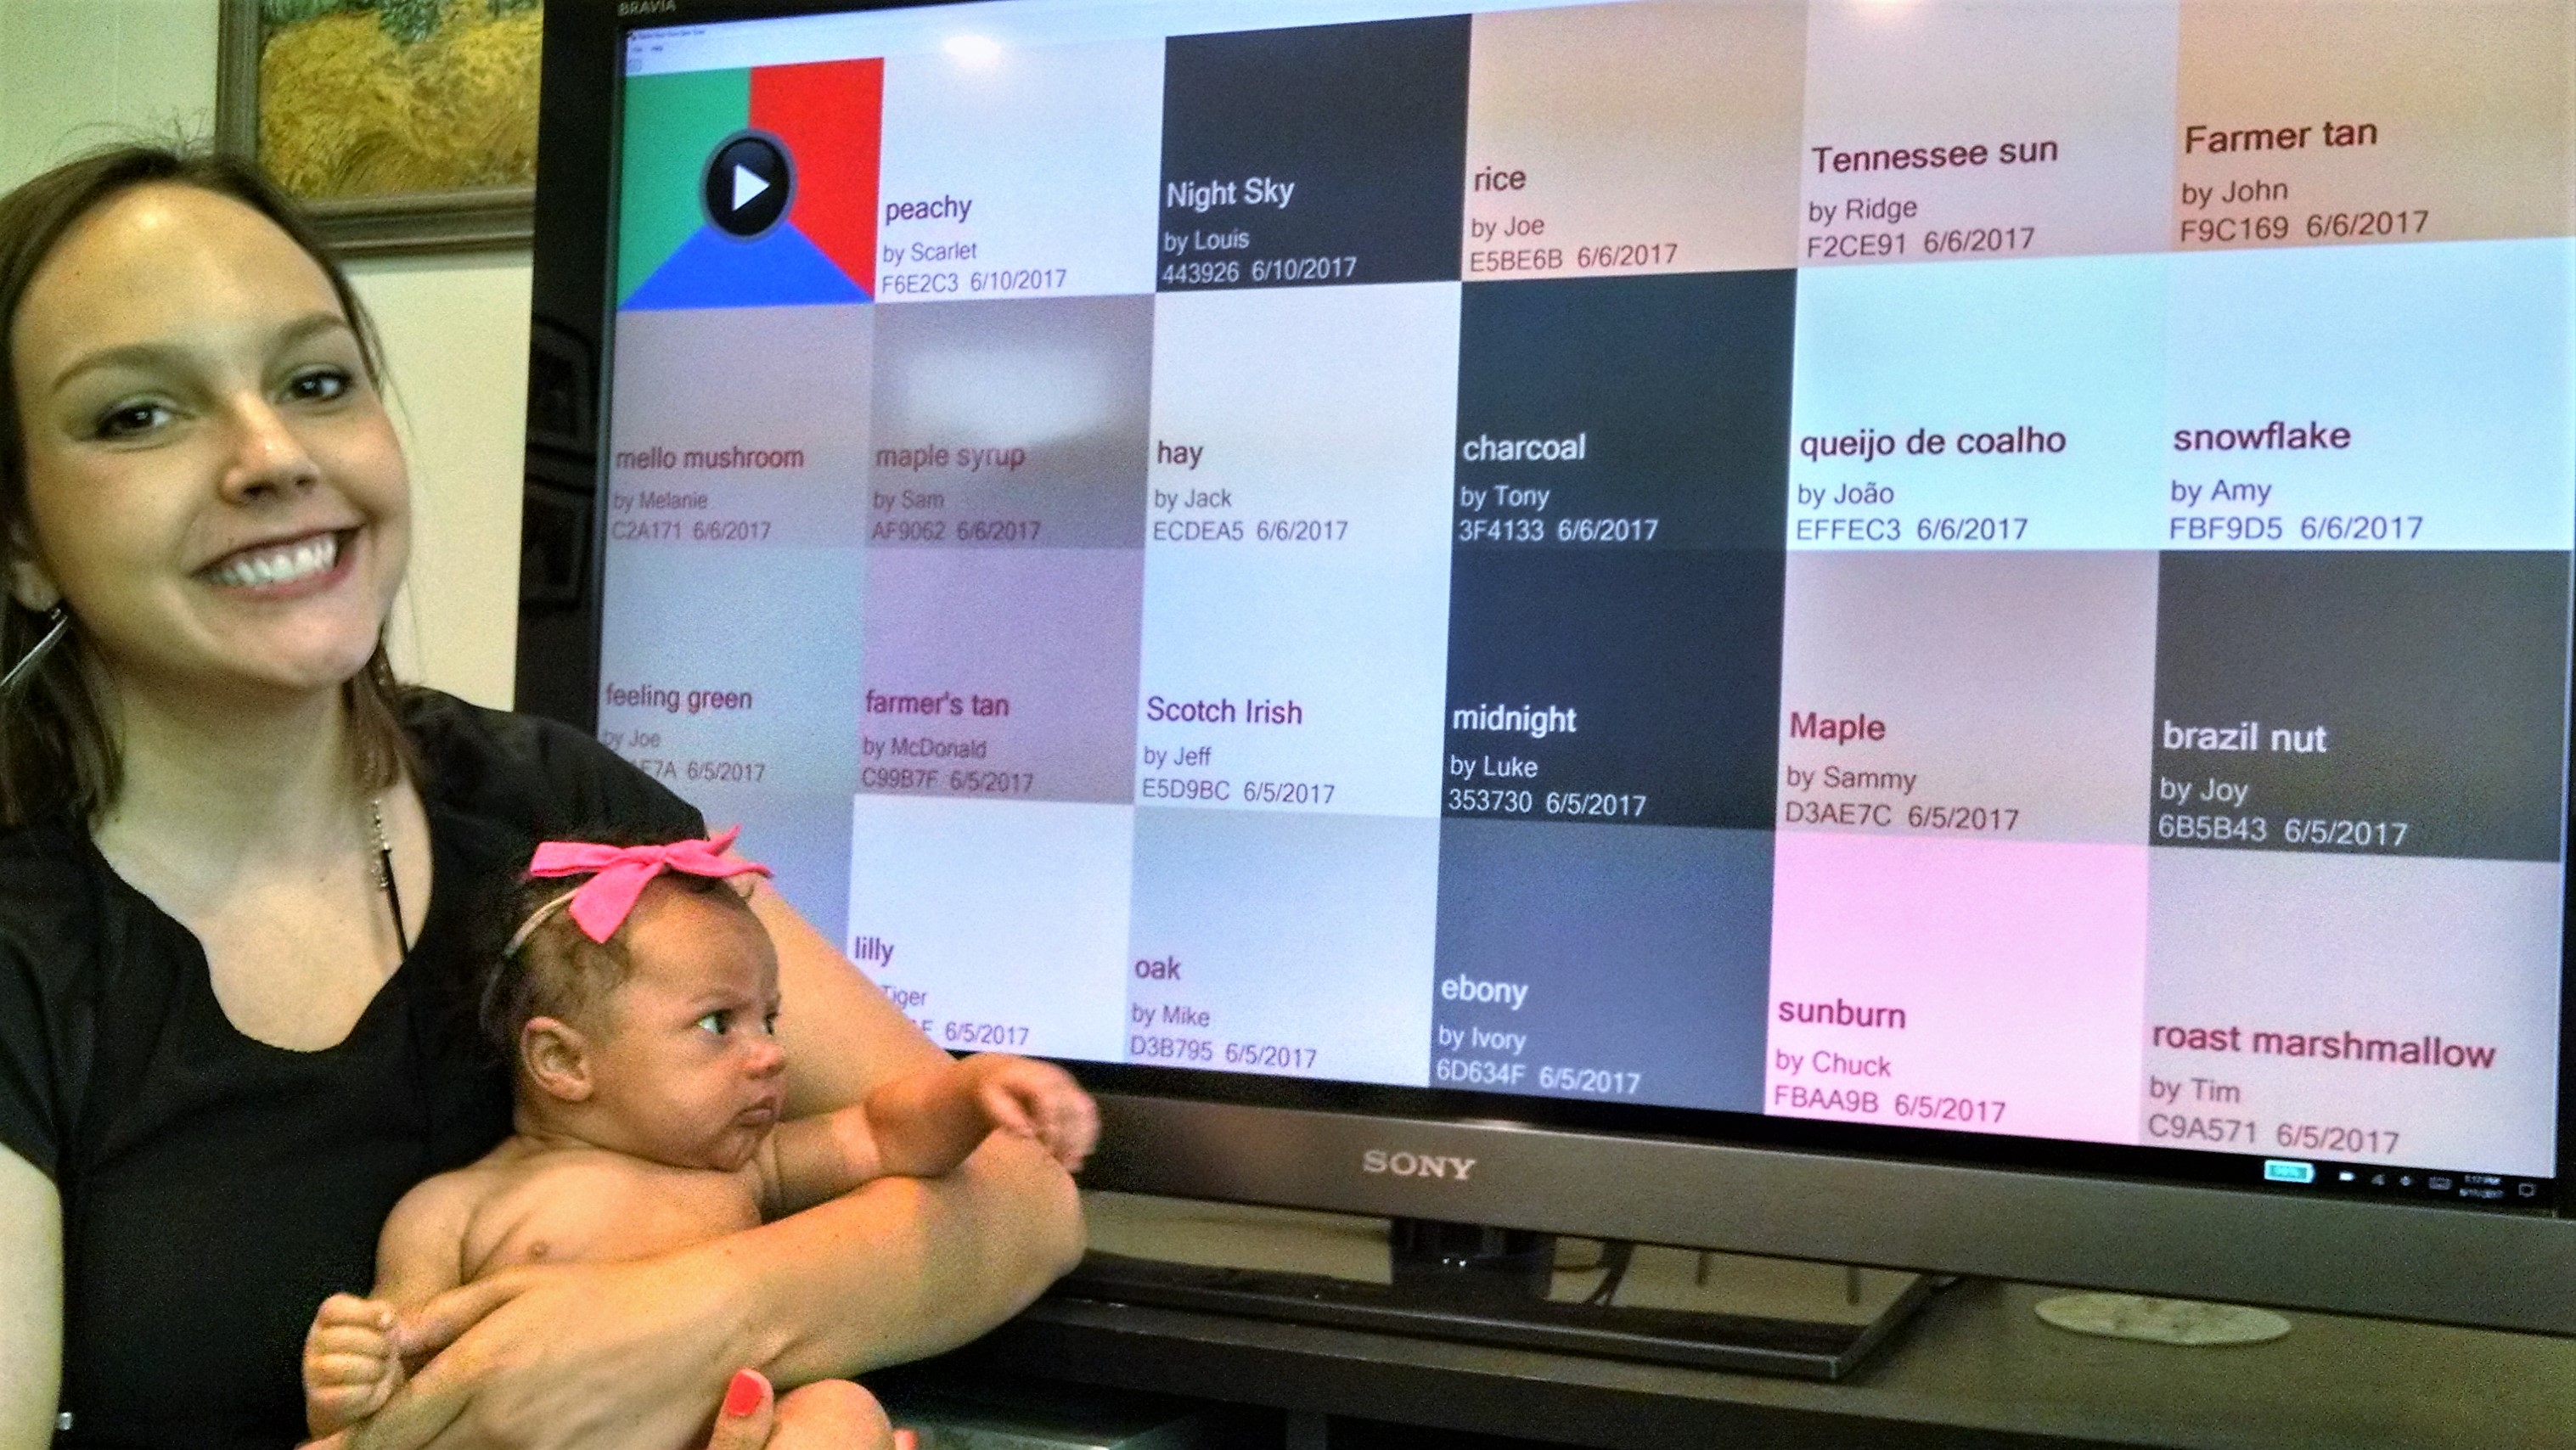 BRAVIA
peachy
by Scarlet
F6E2C3 6/10/2017
Night Sky
by Louis
443926 6/10/2017
rice
by Joe
E5BE6B 6/6/2017
Tennessee sun
by Ridge
F2CE91 6/6/2017
Farmer tan
by John
F9C169 6/6/2017
mello mushroom
by Melanie
C2A171 6/6/2017
maple syrup
by Sam
AF9062 6/6/2017
hay
by Jack
ECDEA5 6/6/2017
charcoal
by Tony
3F4133 6/6/2017
queijo de coalho
by João
EFFEC3 6/6/2017
snowflake
by Amy
FBF9D5 6/6/2017
feeling green
by Joe
6/5/2017
farmer's tan
by McDonald
C99B7F 6/5/2017
Scotch Irish
by Jeff
E5D9BC 6/5/2017
midnight
by Luke
353730 6/5/2017
Maple
by Sammy
D3AE7C 6/5/2017
brazil nut
by Joy
6B5B43 6/5/2017
lilly
Tiger
6/5/2017
oak
by Mike
D3B795 6/5/2017
ebony
by Ivory
6D634F 6/5/2017
sunburn
by Chuck
FBAA9B 6/5/2017
roast marshmallow
by Tim
C9A571 6/5/2017
SONY